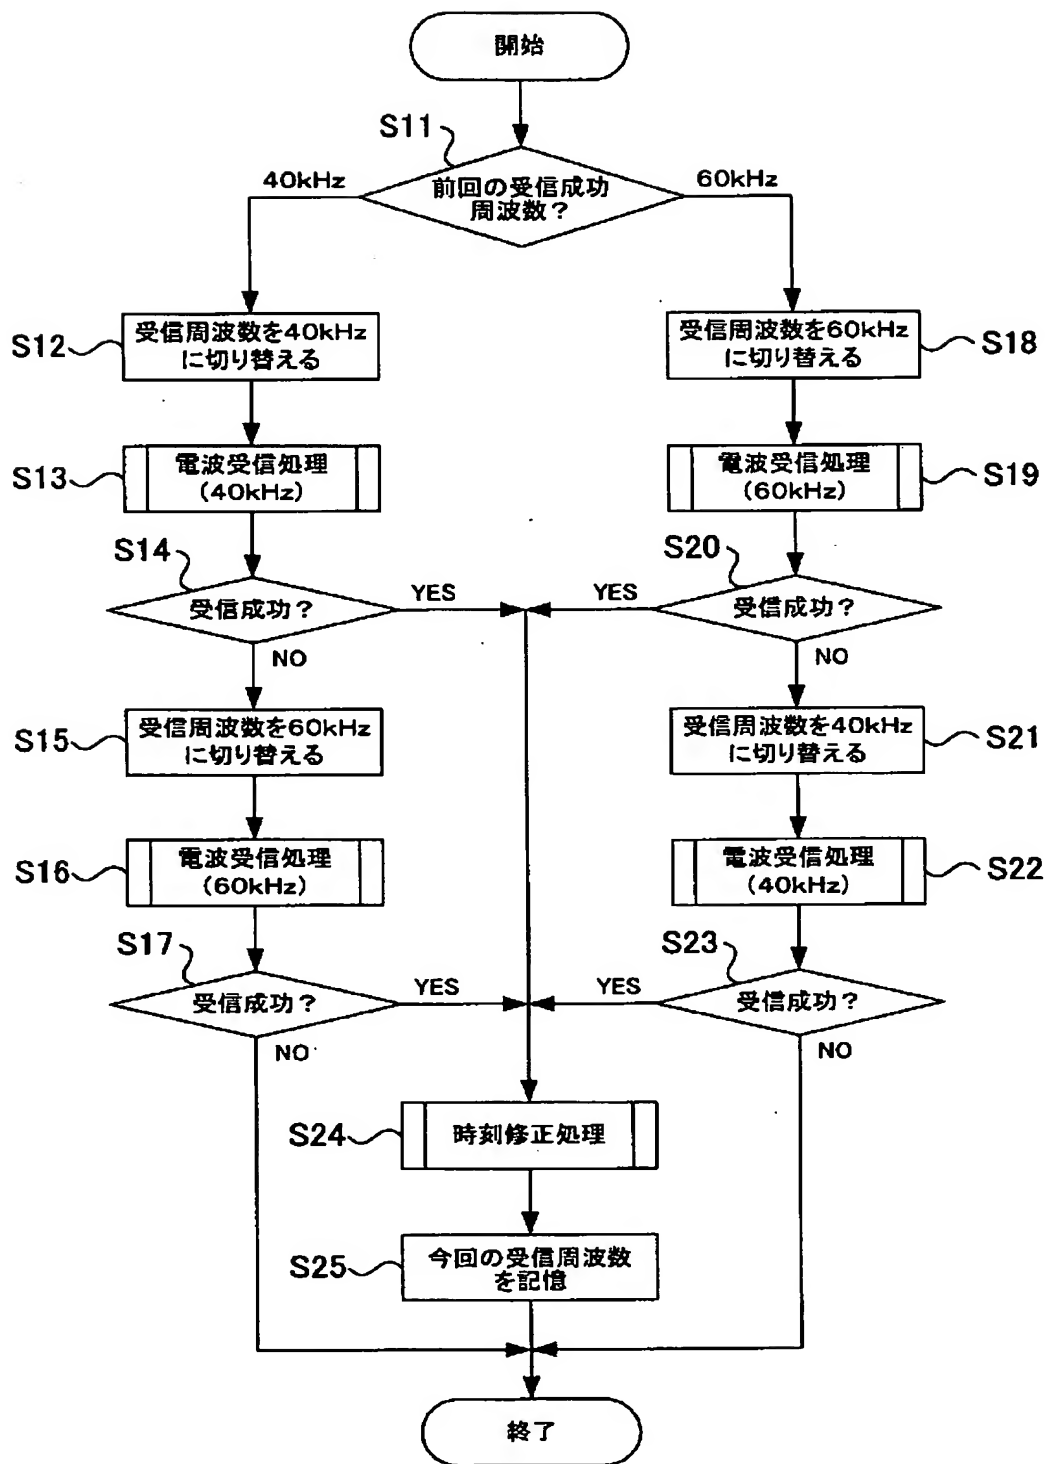 開始
S11
前回の受信成功
周波数?
40kHz
60kHz
S12
受信周波数を40kHz
に切り替える
受信周波数を60kHz
に切り替える
S18
S13
電波受信処理
(40kHz)
電波受信処理
(60kHz)
S19
S14
受信成功?
YES
NO
S20
受信成功?
YES
NO
S15
受信周波数を60kHz
に切り替える
受信周波数を40kHz
に切り替える
S21
S16
電波受信処理
(60kHz)
電波受信処理
(40kHz)
S22
S17
受信成功?
YES
NO
S23
受信成功?
YES
NO
S24
時刻修正処理
S25
今回の受信周波数
を記憶
終了